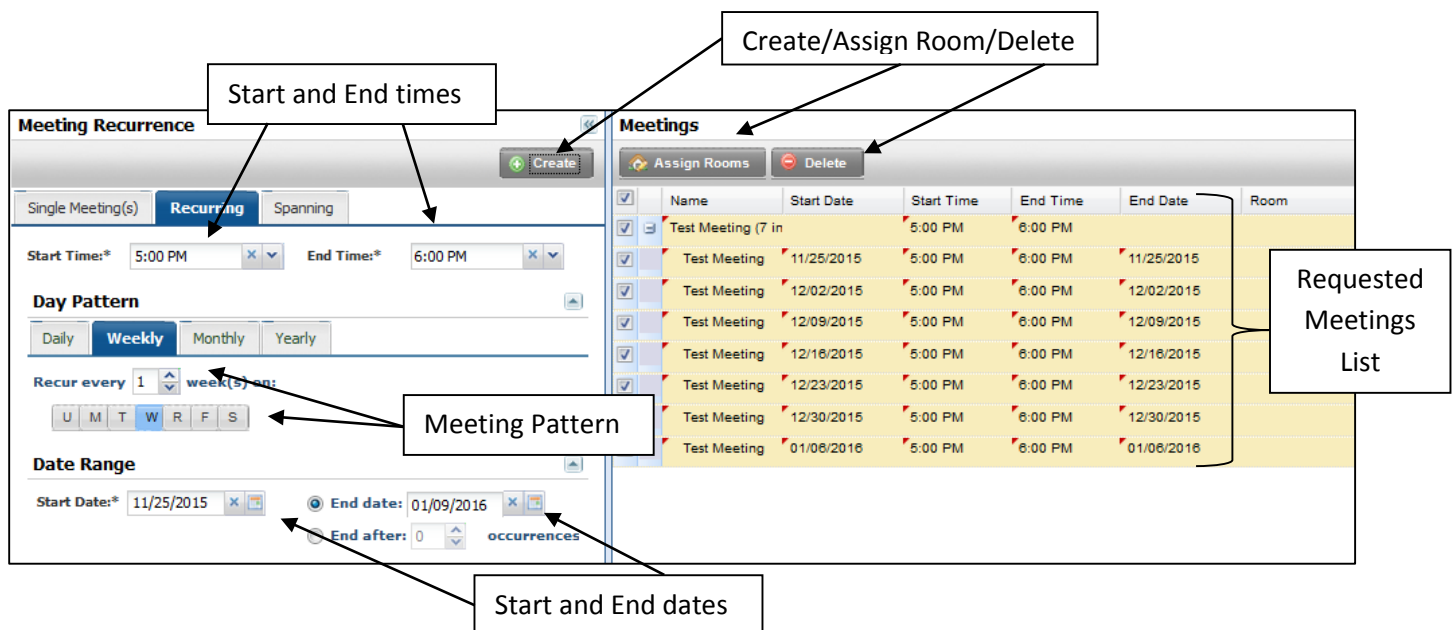 Create/Assign Room/Delete
Start and End times
Meeting Recurrence
Create
Single Meeting(s) Recurring Spanning
Start Time:* 5:00 PM End Time:* 6:00 PM
Day Pattern
Daily Weekly Monthly Yearly
Recur every 1 week(s) on:
U M T W R F S
Meeting Pattern
Date Range
Start Date:* 11/25/2015 End date: 01/09/2016
End after: 0 occurrences
Start and End dates
Meetings
Assign Rooms Delete
Name Start Date Start Time End Time End Date Room
Test Meeting (7 in 5:00 PM 6:00 PM
Test Meeting 11/25/2015 5:00 PM 6:00 PM 11/25/2015
Test Meeting 12/02/2015 5:00 PM 6:00 PM 12/02/2015
Test Meeting 12/09/2015 5:00 PM 6:00 PM 12/09/2015
Test Meeting 12/16/2015 5:00 PM 6:00 PM 12/16/2015
Test Meeting 12/23/2015 5:00 PM 6:00 PM 12/23/2015
Test Meeting 12/30/2015 5:00 PM 6:00 PM 12/30/2015
Test Meeting 01/06/2016 5:00 PM 6:00 PM 01/06/2016
Requested
Meetings
List